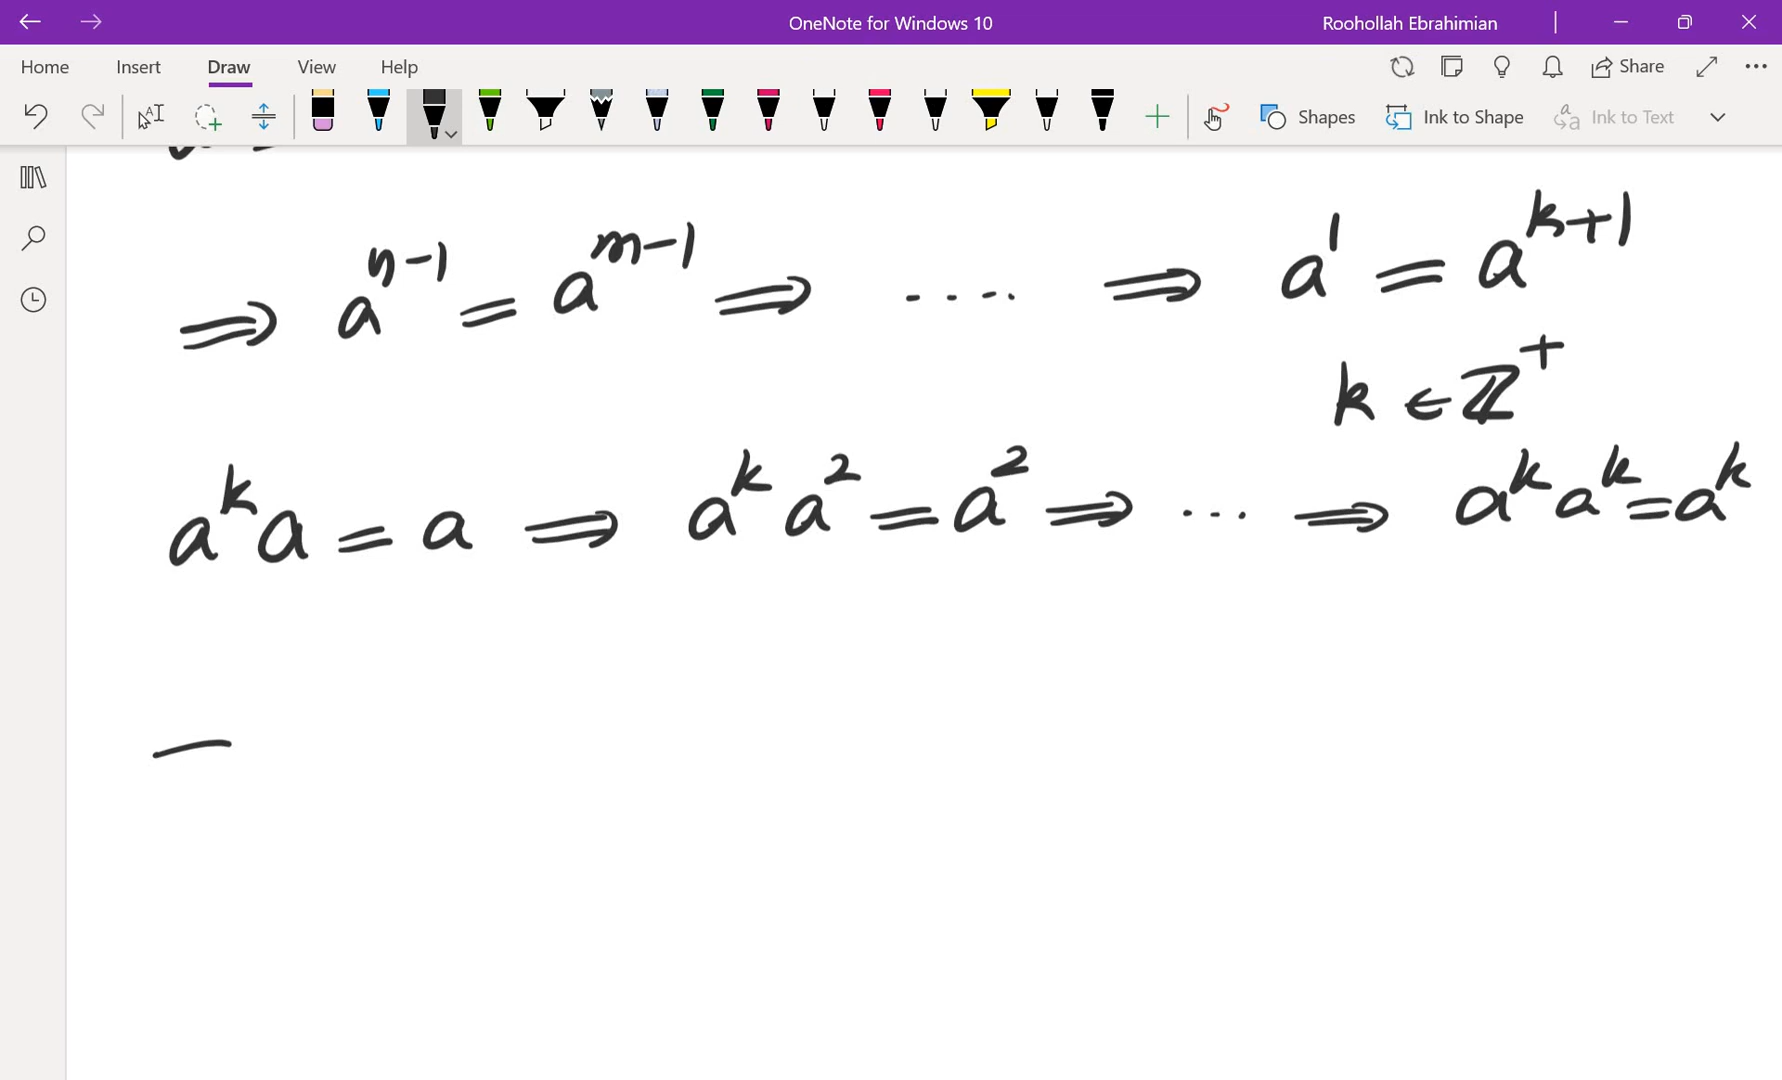 OneNote for Windows 10 Roohollah Ebrahimian
Home Insert Draw View Help Share
Shapes Ink to Shape Ink to Text
⇒ a^{n-1} = a^{m-1} ⇒ .... ⇒ a^1 = a^{k+1}
k ∈ ℤ^+
a^k a = a ⇒ a^k a^2 = a^2 ⇒ ... ⇒ a^k a^k = a^k